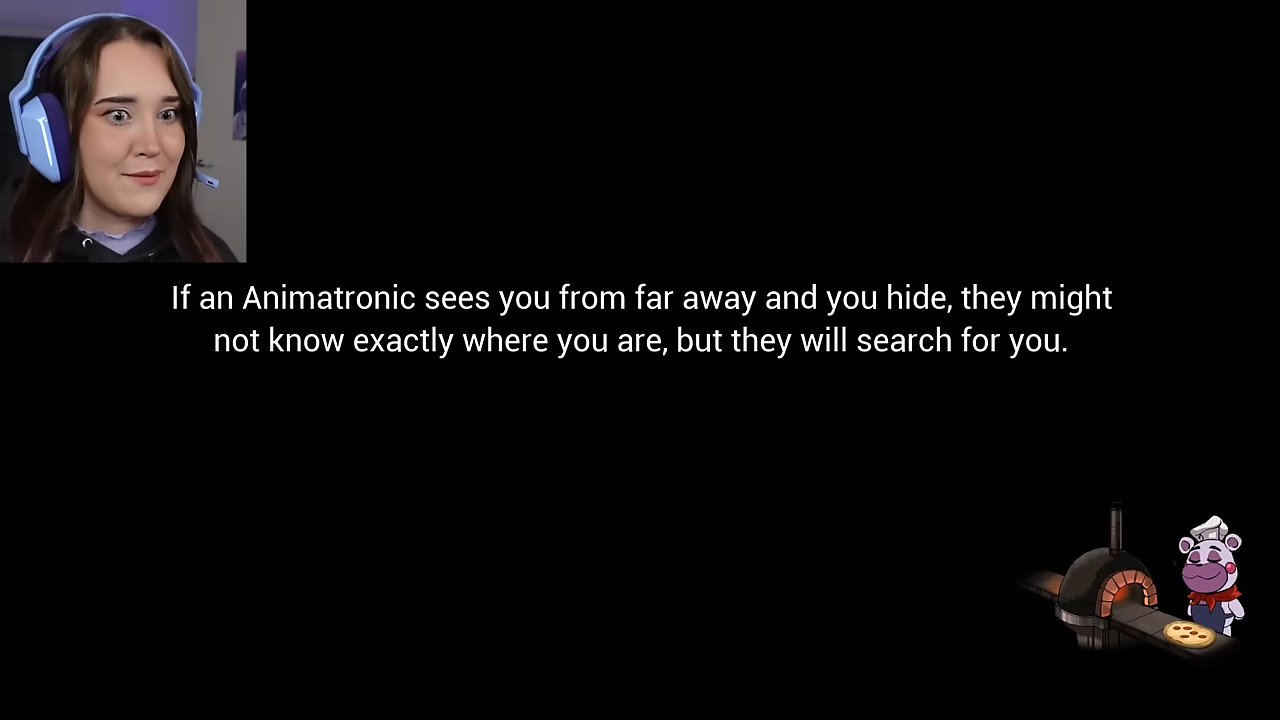 If an Animatronic sees you from far away and you hide, they might
not know exactly where you are, but they will search for you.